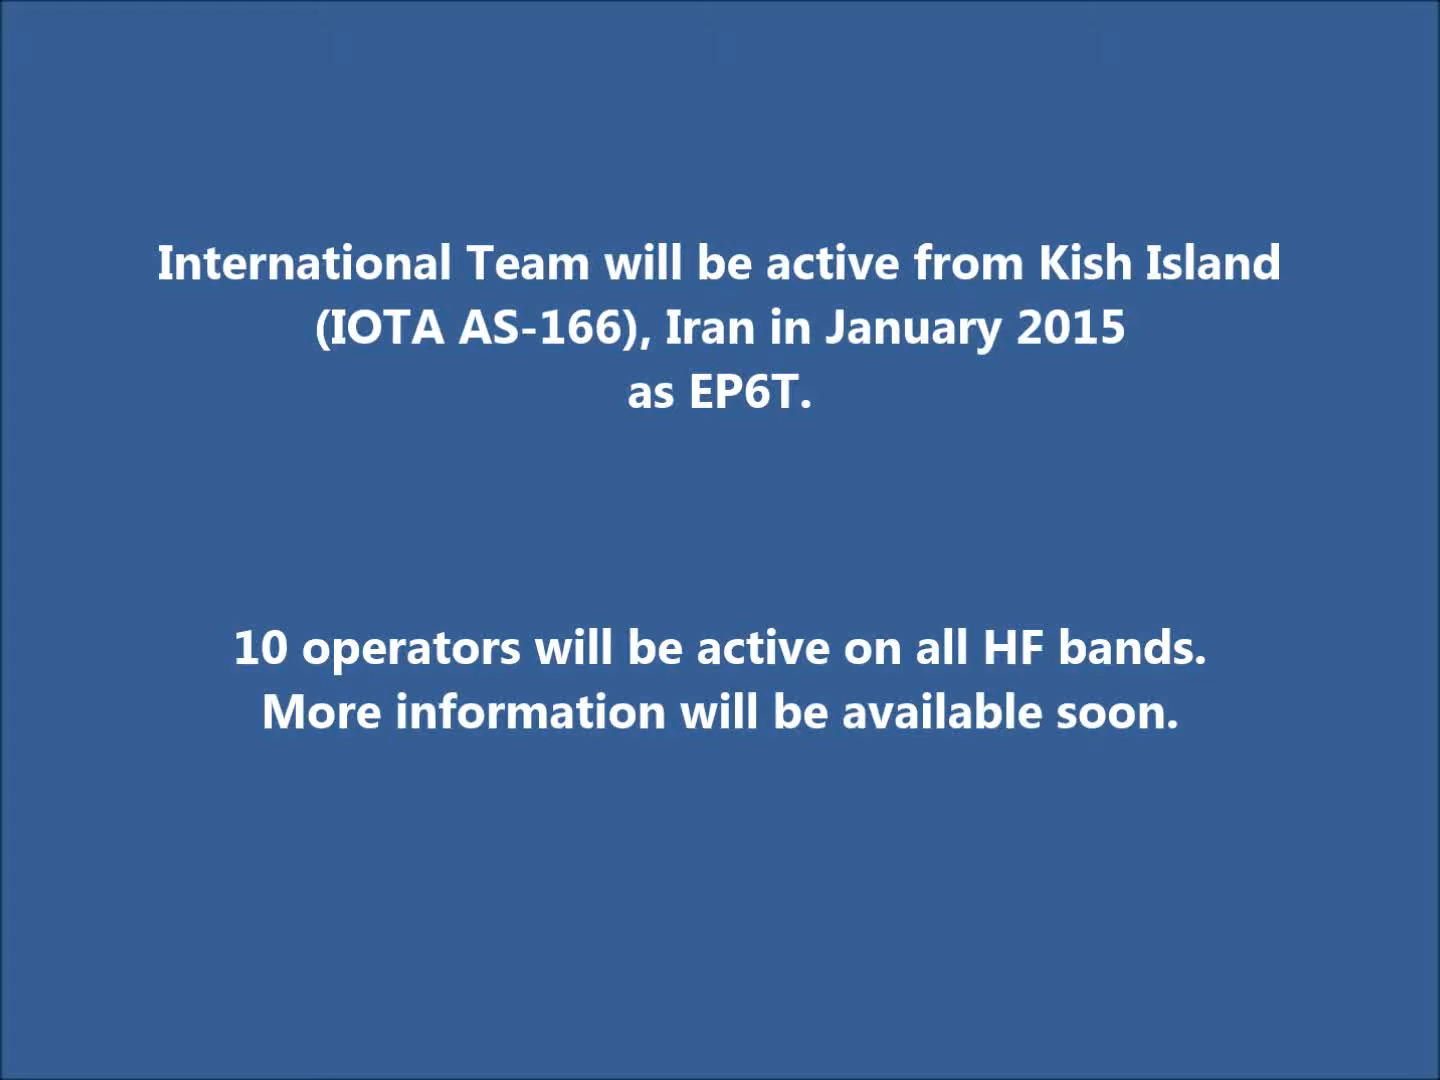 International Team will be active from Kish Island
(IOTA AS-166), Iran in January 2015
as EP6T.
10 operators will be active on all HF bands.
More information will be available soon.